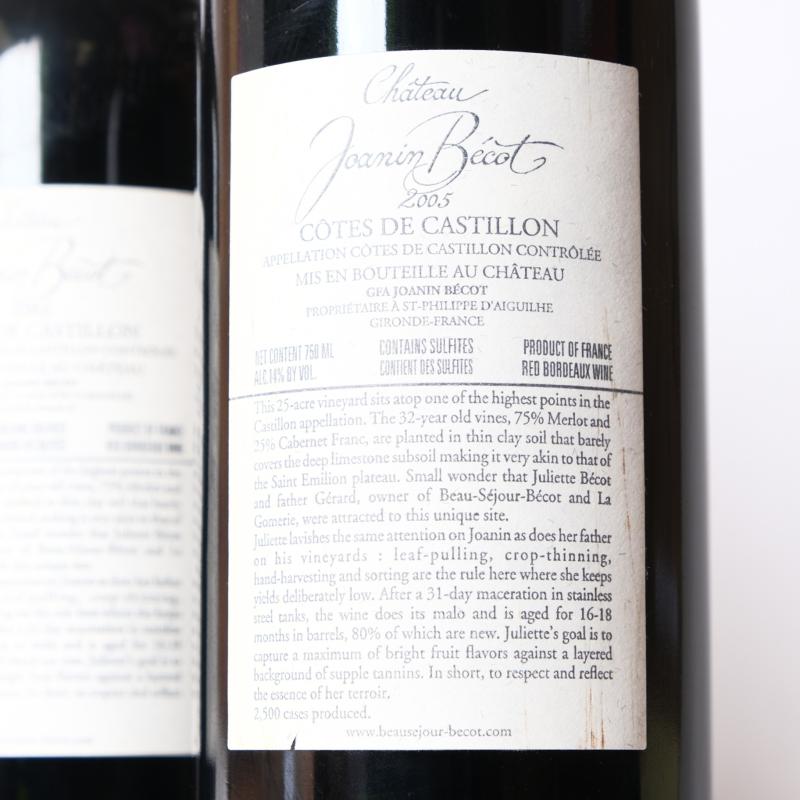 Château
Joanin Bécot
2005
CÔTES DE CASTILLON
APPELLATION CÔTES DE CASTILLON CONTRÔLÉE
MIS EN BOUTEILLE AU CHÂTEAU
GFA JOANIN BÉCOT
PROPRIÉTAIRE À ST-PHILIPPE D'AIGUILHE
GIRONDE-FRANCE
NET CONTENT 750 ML CONTAINS SULFITES PRODUCT OF FRANCE
ALC.14% BY VOL. CONTIENT DES SULFITES RED BORDEAUX WINE
This 25-acre vineyard sits atop one of the highest points in the
Castillon appellation. The 32-year old vines, 75% Merlot and
25% Cabernet Franc, are planted in thin clay soil that barely
covers the deep limestone subsoil making it very akin to that of
the Saint Emilion plateau. Small wonder that Juliette Bécot
and father Gérard, owner of Beau-Séjour-Bécot and La
Gomerie, were attracted to this unique site.
Juliette lavishes the same attention on Joanin as does her father
on his vineyards : leaf-pulling, crop-thinning,
hand-harvesting and sorting are the rule here where she keeps
yields deliberately low. After a 31-day maceration in stainless
steel tanks, the wine does its malo and is aged for 16-18
months in barrels, 80% of which are new. Juliette's goal is to
capture a maximum of bright fruit flavors against a layered
background of supple tannins. In short, to respect and reflect
the essence of her terroir.
2,500 cases produced.
www.beausejour-becot.com